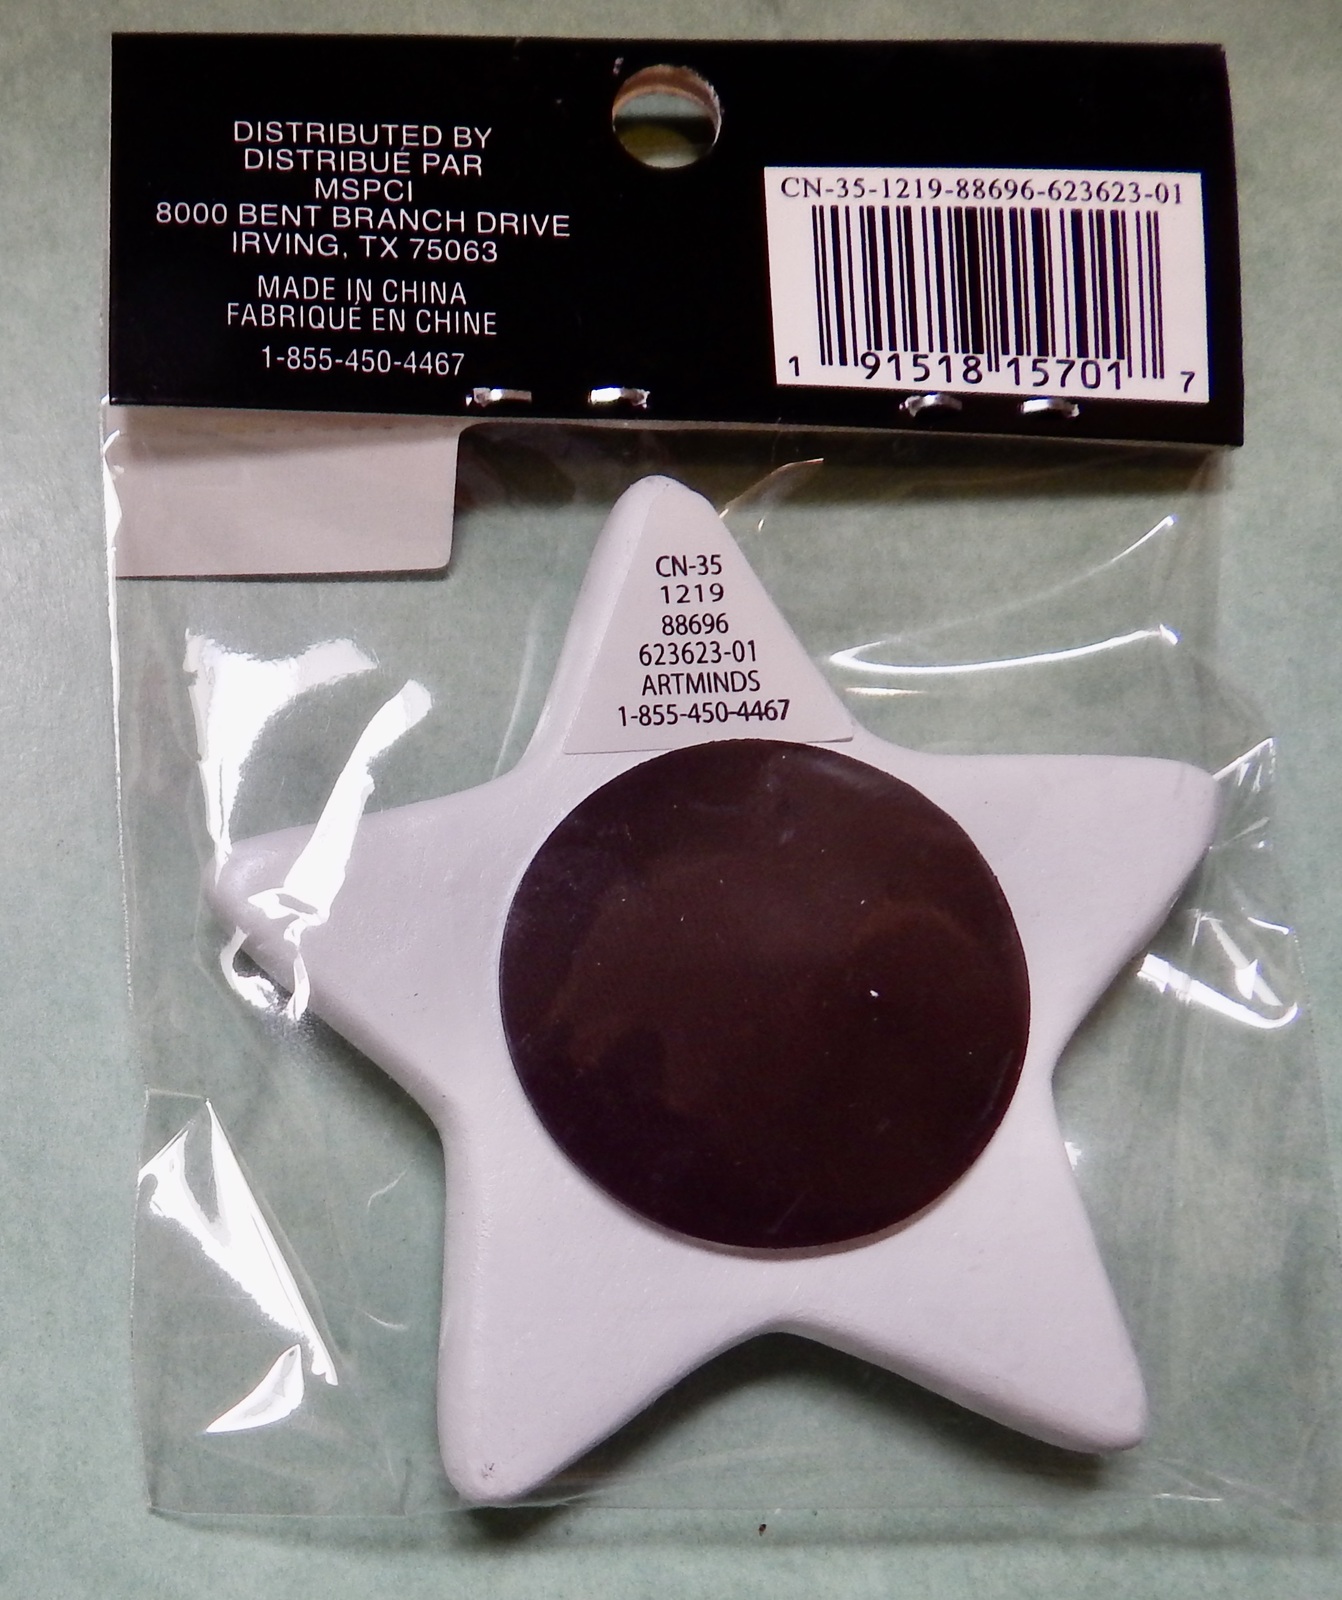 DISTRIBUTED BY
DISTRIBUÉ PAR
MSPCI
8000 BENT BRANCH DRIVE
IRVING, TX 75063
MADE IN CHINA
FABRIQUÉ EN CHINE
1-855-450-4467
CN-35-1219-88696-623623-01
1 91518 15701 7
CN-35
1219
88696
623623-01
ARTMINDS
1-855-450-4467